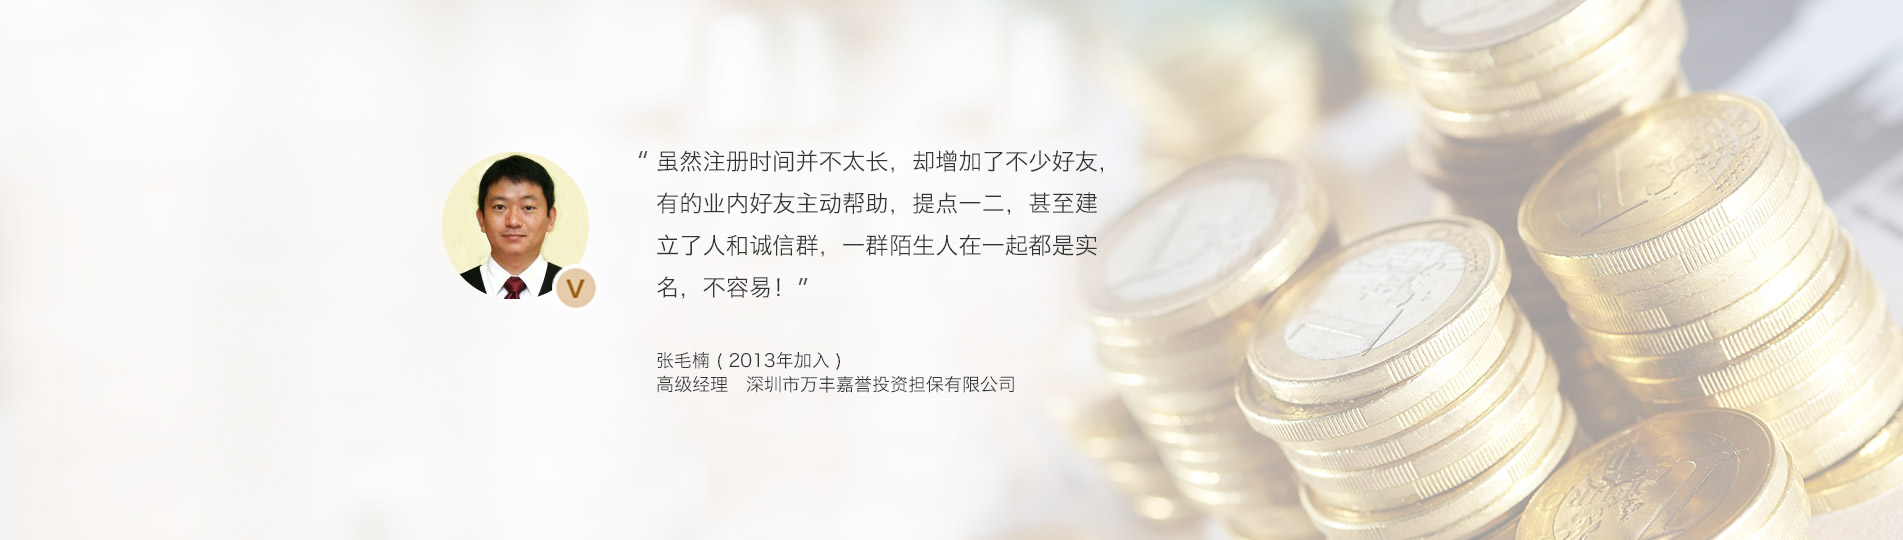 “虽然注册时间并不太长，却增加了不少好友，
有的业内好友主动帮助，提点一二，甚至建
立了人和诚信群，一群陌生人在一起都是实
名，不容易！”
V
张毛楠（2013年加入）
高级经理　深圳市万丰嘉誉投资担保有限公司